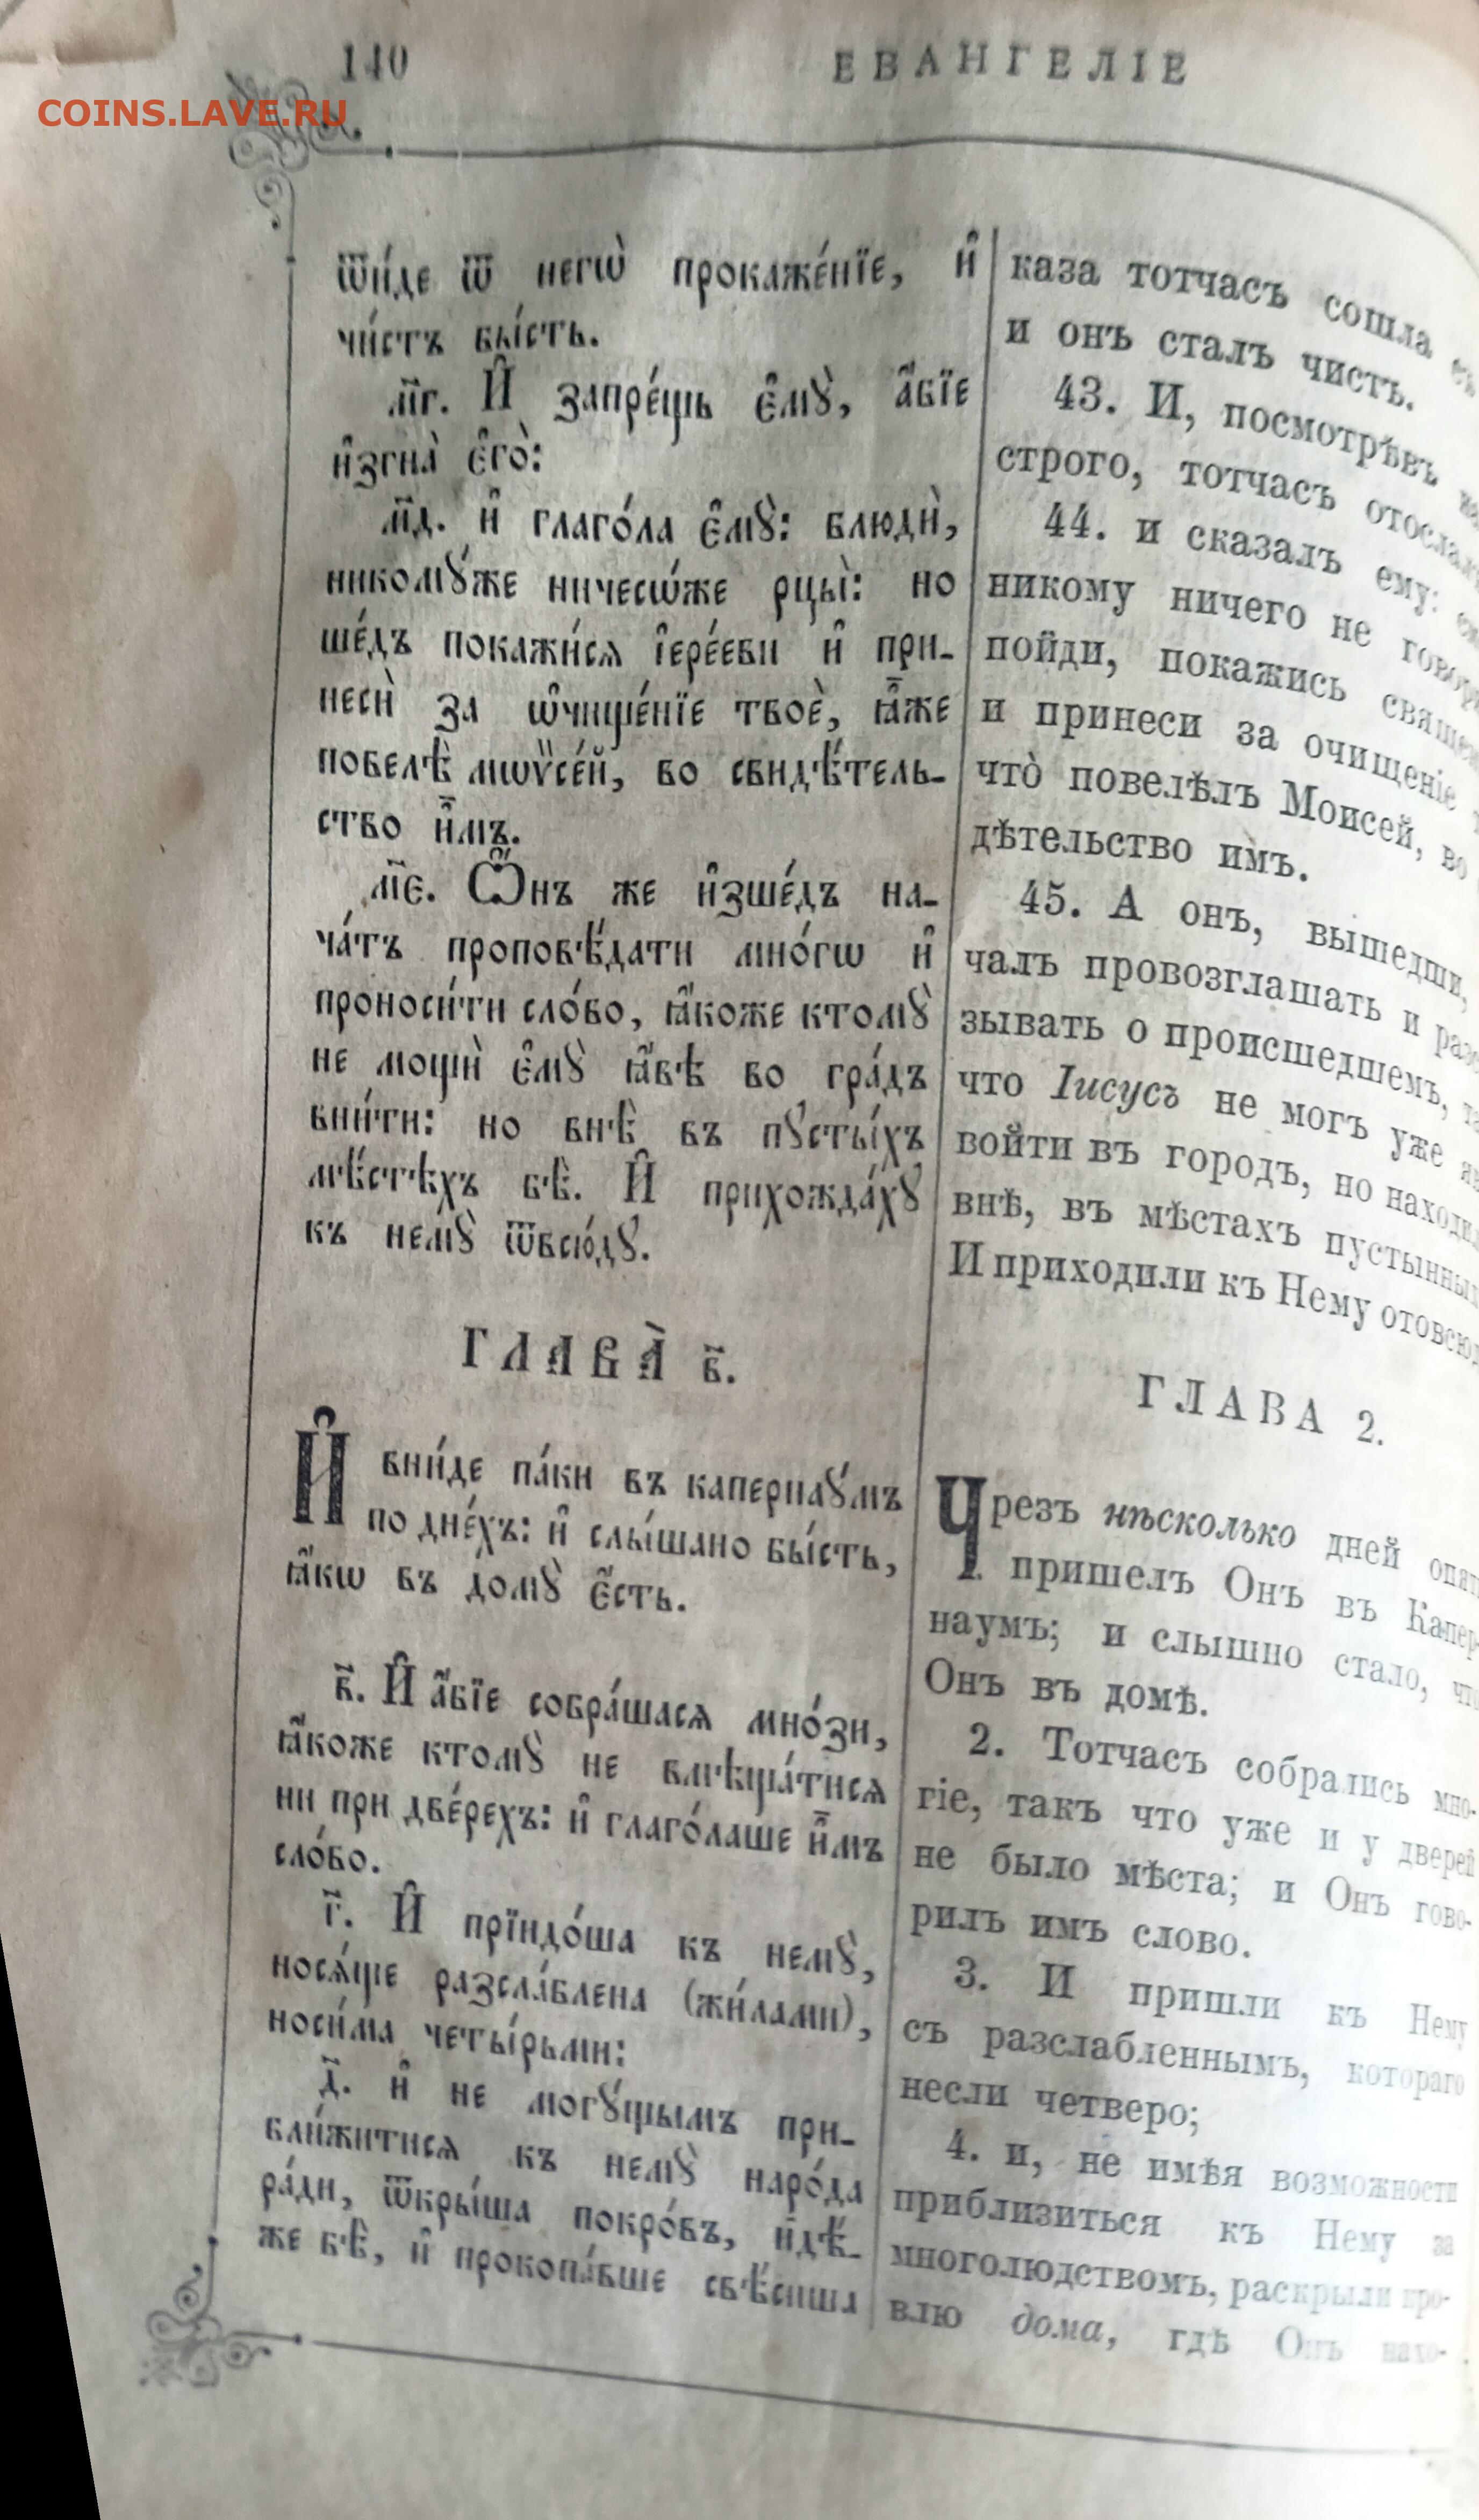 140
ЕВАНГЕЛІЕ
COINS.LAVE.RU
ѿи́де ѿ негѡ̀ прокаже́нїе, и҆
чи́стъ бы́сть.
м҃г. И҆ запре́щь є҆мꙋ̀, а҆́бїе
и҆згна̀ є҆го̀:
м҃д. и҆ глаго́ла є҆мꙋ̀: блюдѝ,
никомꙋ́же ничесѡ́же рцы̀: но
ше́дъ покажи́сѧ і҆ере́еви и҆ при-
несѝ за ѡ҆чище́нїе твоѐ, ꙗ҆̀же
повелѣ̀ мѡѷсе́й, во свидѣ́тель-
ство и҆̀мъ.
м҃є. Ѻ҆́нъ же и҆зше́дъ на-
ча́тъ проповѣ́дати мно́гѡ и҆
проноси́ти сло́во, ꙗ҆́коже ктомꙋ̀
не мощѝ є҆мꙋ̀ ꙗ҆́вѣ во гра́дъ
вни́ти: но внѣ̀ въ пꙋсты́хъ
мѣ́стѣхъ бѣ̀. И҆ прихожда́хꙋ
къ немꙋ̀ ѿвсю́дꙋ.
ГЛАВА̀ в҃.
И҆ вни́де па́ки въ капернаꙋ́мъ
по дне́хъ: и҆ слы́шано бы́сть,
ꙗ҆́кѡ въ домꙋ̀ є҆́сть.
в҃. И҆ а҆́бїе собра́шасѧ мно́зи,
ꙗ҆́коже ктомꙋ̀ не вмѣща́тисѧ
ни при две́рехъ: и҆ глаго́лаше и҆̀мъ
сло́во.
г҃. И҆ прїидо́ша къ немꙋ̀,
носѧ́ще разсла́блена (жи́лами),
носи́ма четы́рьми:
д҃. и҆ не могꙋ́щымъ при-
бли́житисѧ къ немꙋ̀ наро́да
ра́ди, ѿкры́ша покро́въ, и҆дѣ́-
же бѣ̀, и҆ прокопа́вше свѣ́сиша
каза тотчасъ сошла
и онъ сталъ чистъ.
43. И, посмотрѣвъ
строго, тотчасъ
44. и сказалъ ему:
никому ничего не
пойди, покажись
и принеси за очищеніе
что̀ повелѣлъ Моисей, во
дѣтельство ѝмъ.
45. А онъ, вышедши,
чалъ провозглашать и
зывать о происшедшемъ,
что Іисусъ не могъ уже
войти въ городъ, но
внѣ, въ мѣстахъ
И приходили къ Нему
ГЛАВА 2.
Чрезъ нѣсколько дней
пришелъ Онъ въ Капер-
наумъ; и слышно стало, что
Онъ въ домѣ.
2. Тотчасъ собрались мно-
гіе, такъ что уже и у дверей
не было мѣста; и Онъ гово-
рилъ имъ слово.
3. И пришли къ Нему
съ разслабленнымъ, котораго
несли четверо;
4. и, не имѣя возможности
приблизиться къ Нему за
многолюдствомъ, раскрыли кро-
влю дома, гдѣ Онъ нахо-